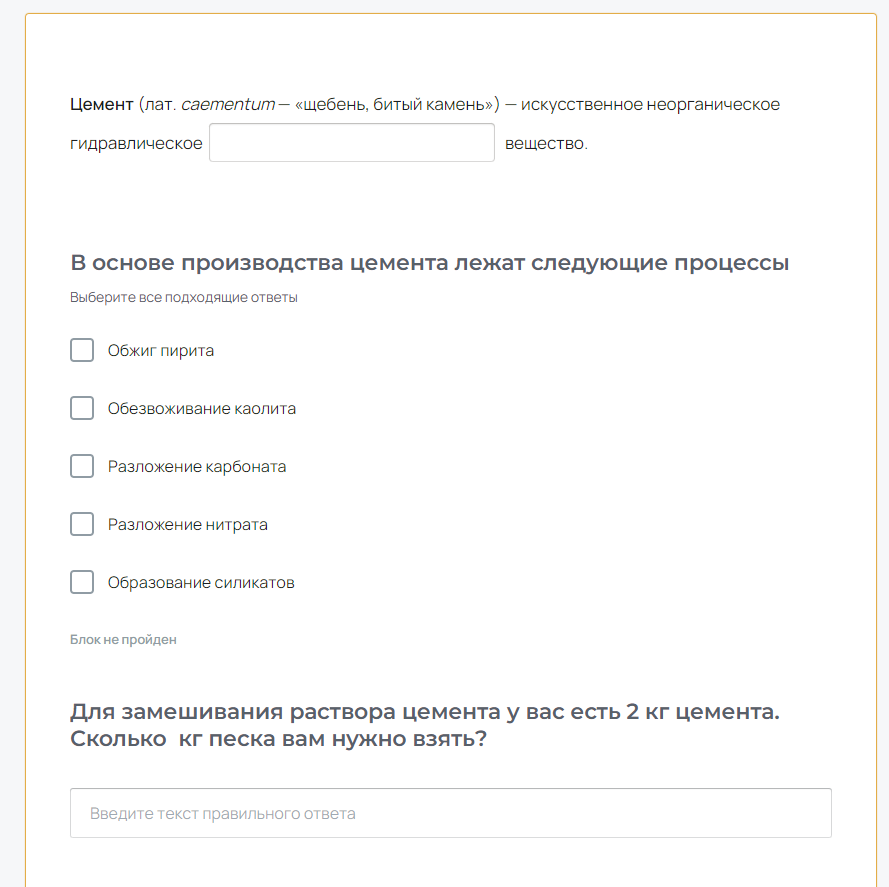 Цемент (лат. caementum — «щебень, битый камень») — искусственное неорганическое
гидравлическое вещество.
В основе производства цемента лежат следующие процессы
Выберите все подходящие ответы
Обжиг пирита
Обезвоживание каолита
Разложение карбоната
Разложение нитрата
Образование силикатов
Блок не пройден
Для замешивания раствора цемента у вас есть 2 кг цемента.
Сколько кг песка вам нужно взять?
Введите текст правильного ответа